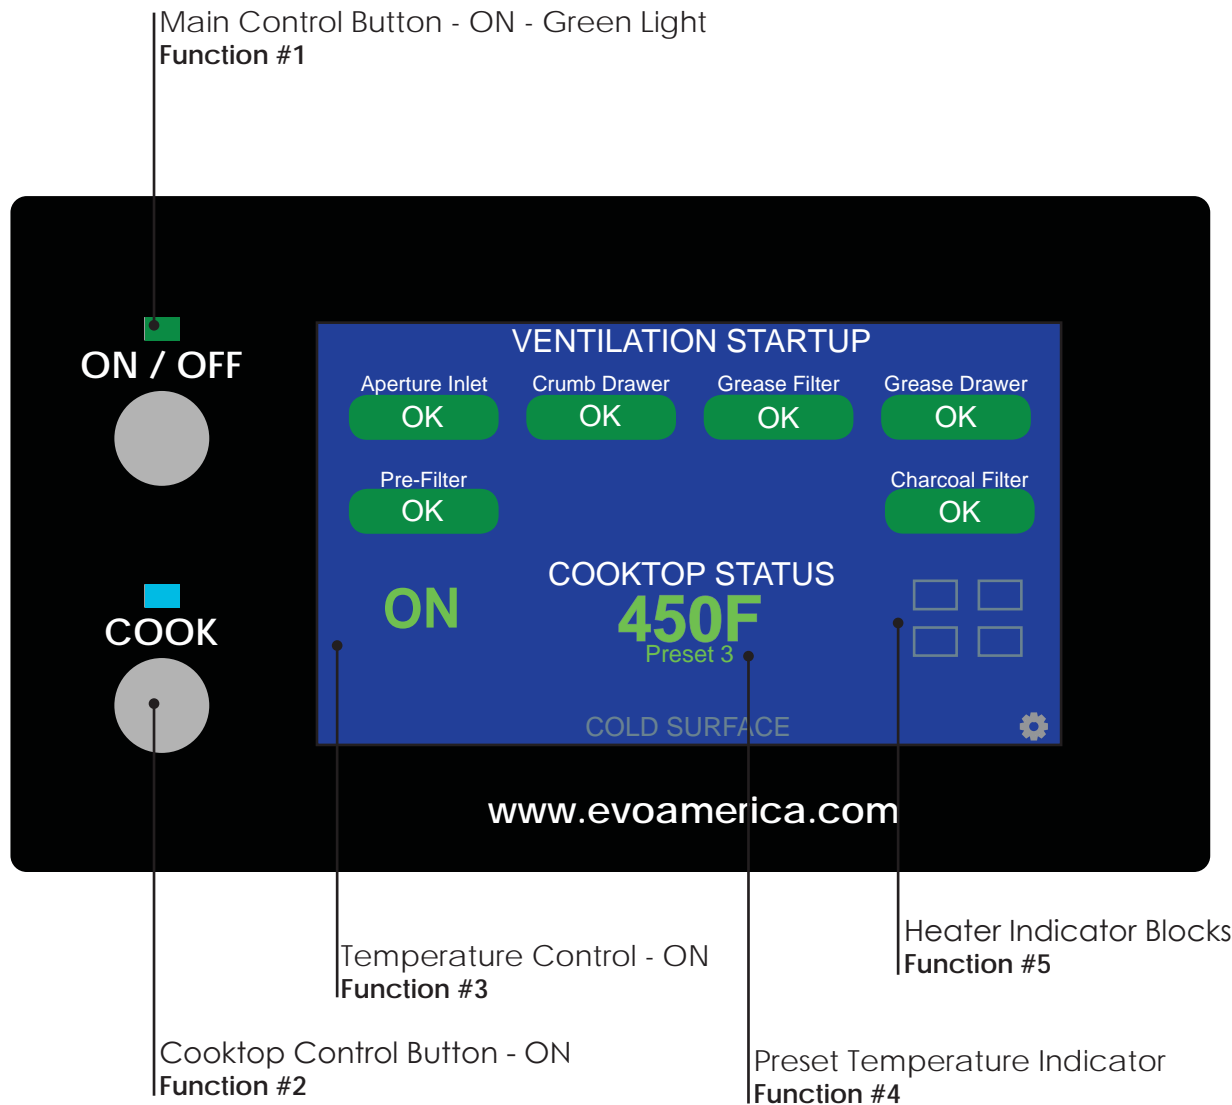 Main Control Button - ON - Green Light
Function #1
ON / OFF
VENTILATION STARTUP
Aperture Inlet Crumb Drawer Grease Filter Grease Drawer
OK OK OK OK
Pre-Filter Charcoal Filter
OK OK
COOK
COOKTOP STATUS
ON 450F
Preset 3
COLD SURFACE
www.evoamerica.com
Heater Indicator Blocks
Function #5
Temperature Control - ON
Function #3
Cooktop Control Button - ON
Function #2
Preset Temperature Indicator
Function #4